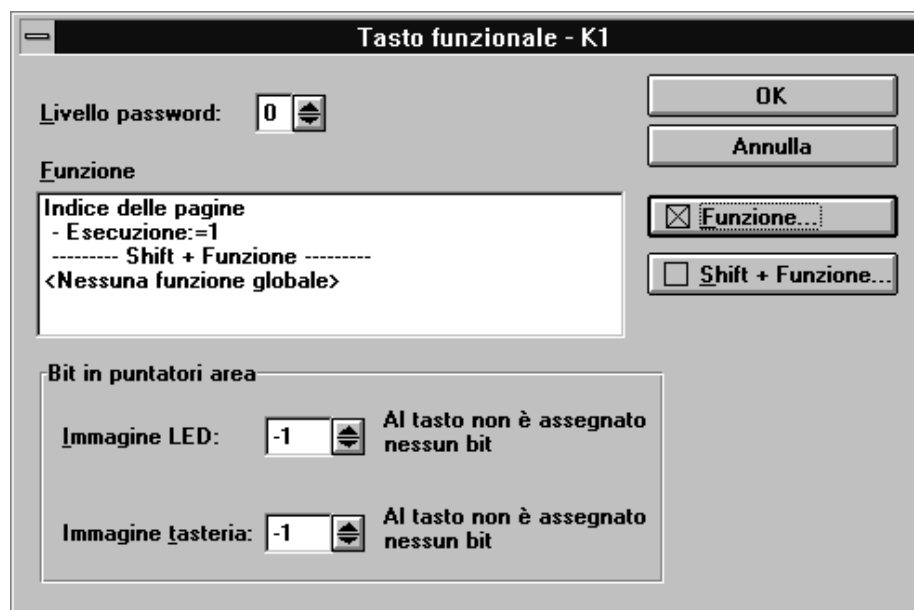 Tasto funzionale - K1
Livello password: 0
OK
Annulla
Funzione
Indice delle pagine
- Esecuzione:=1
--------- Shift + Funzione ---------
<Nessuna funzione globale>
Funzione...
Shift + Funzione...
Bit in puntatori area
Immagine LED: -1 Al tasto non è assegnato
nessun bit
Immagine tasteria: -1 Al tasto non è assegnato
nessun bit